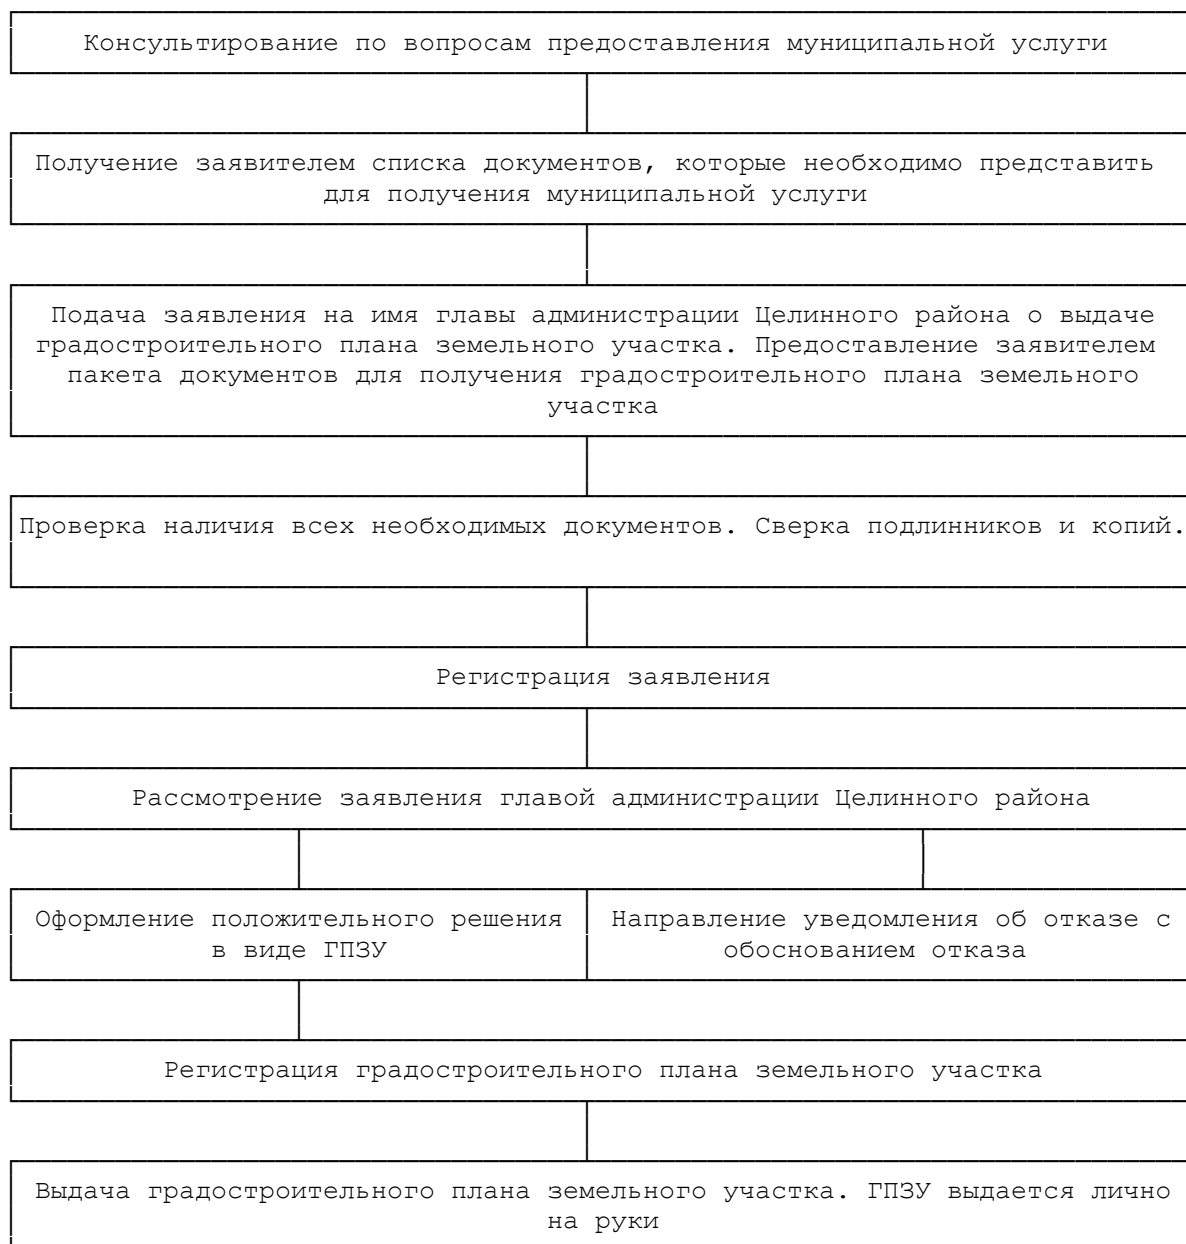 Консультирование по вопросам предоставления муниципальной услуги
Получение заявителем списка документов, которые необходимо представить
для получения муниципальной услуги
Подача заявления на имя главы администрации Целинного района о выдаче
градостроительного плана земельного участка. Предоставление заявителем
пакета документов для получения градостроительного плана земельного
участка
Проверка наличия всех необходимых документов. Сверка подлинников и копий.
Регистрация заявления
Рассмотрение заявления главой администрации Целинного района
Оформление положительного решения
в виде ГПЗУ
Направление уведомления об отказе с
обоснованием отказа
Регистрация градостроительного плана земельного участка
Выдача градостроительного плана земельного участка. ГПЗУ выдается лично
на руки